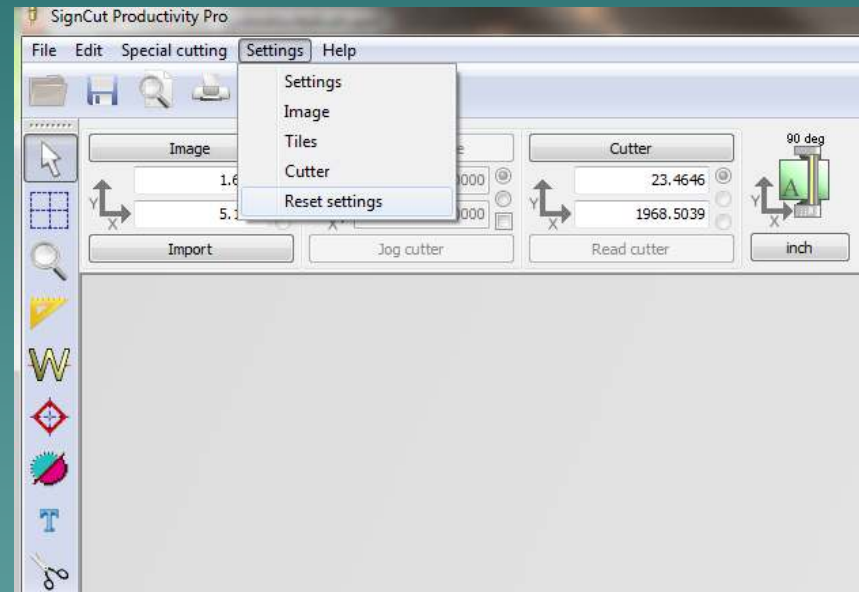 SignCut Productivity Pro
File Edit Special cutting Settings Help
Settings
Image
Tiles
Cutter
Reset settings
90 deg
Image
Cutter
23.4646
1968.5039
Y
X
Y
X
Y
X
A
Import
Jog cutter
Read cutter
inch
W
T